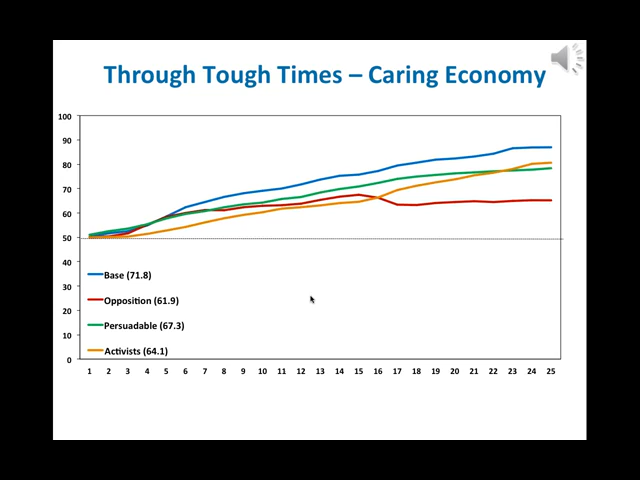 Through Tough Times – Caring Economy
100
90
80
70
60
50
40
30
20
10
0
Base (71.8)
Opposition (61.9)
Persuadable (67.3)
Activists (64.1)
1 2 3 4 5 6 7 8 9 10 11 12 13 14 15 16 17 18 19 20 21 22 23 24 25